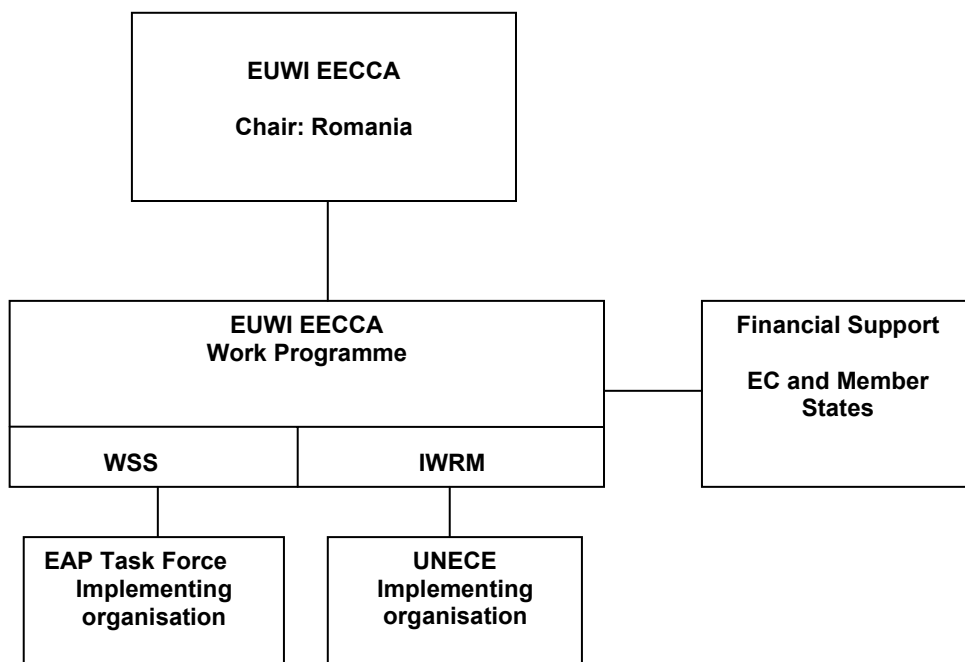 EUWI EECCA
Chair: Romania
EUWI EECCA
Work Programme
Financial Support
EC and Member
States
WSS
IWRM
EAP Task Force
Implementing
organisation
UNECE
Implementing
organisation